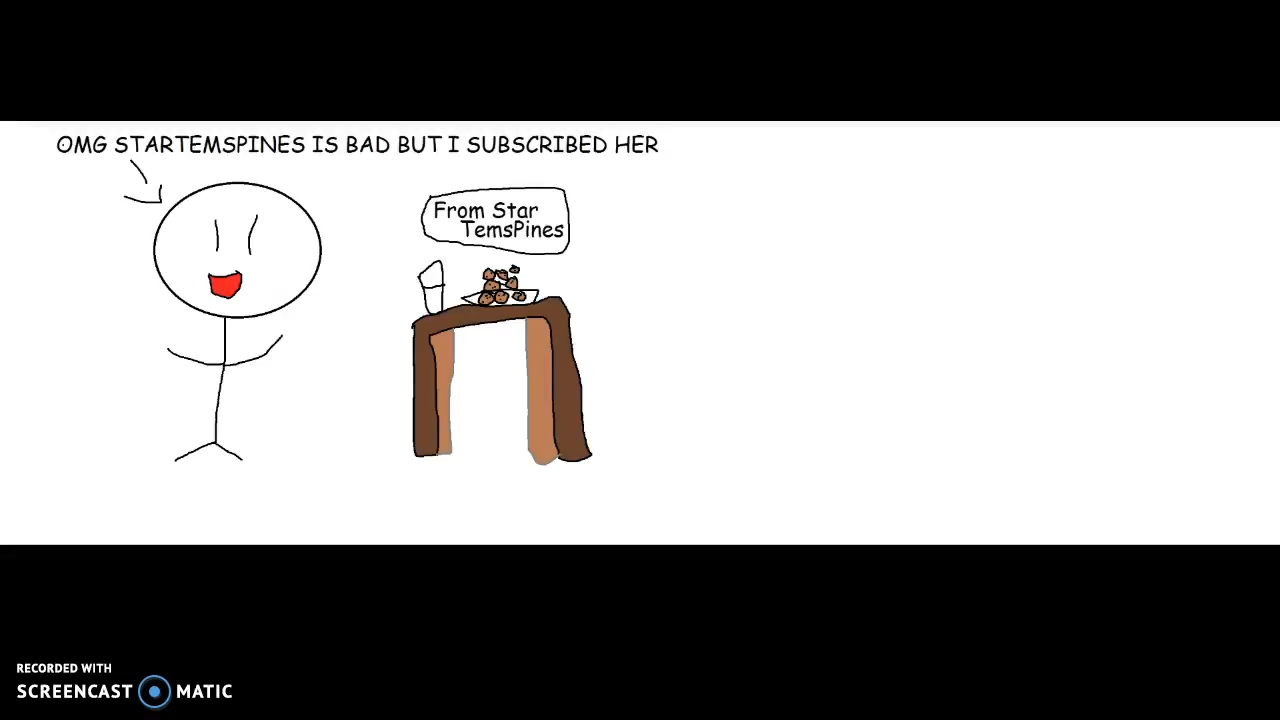 OMG STARTEMSPINES IS BAD BUT I SUBSCRIBED HER
From Star
TemsPines
RECORDED WITH
SCREENCAST MATIC